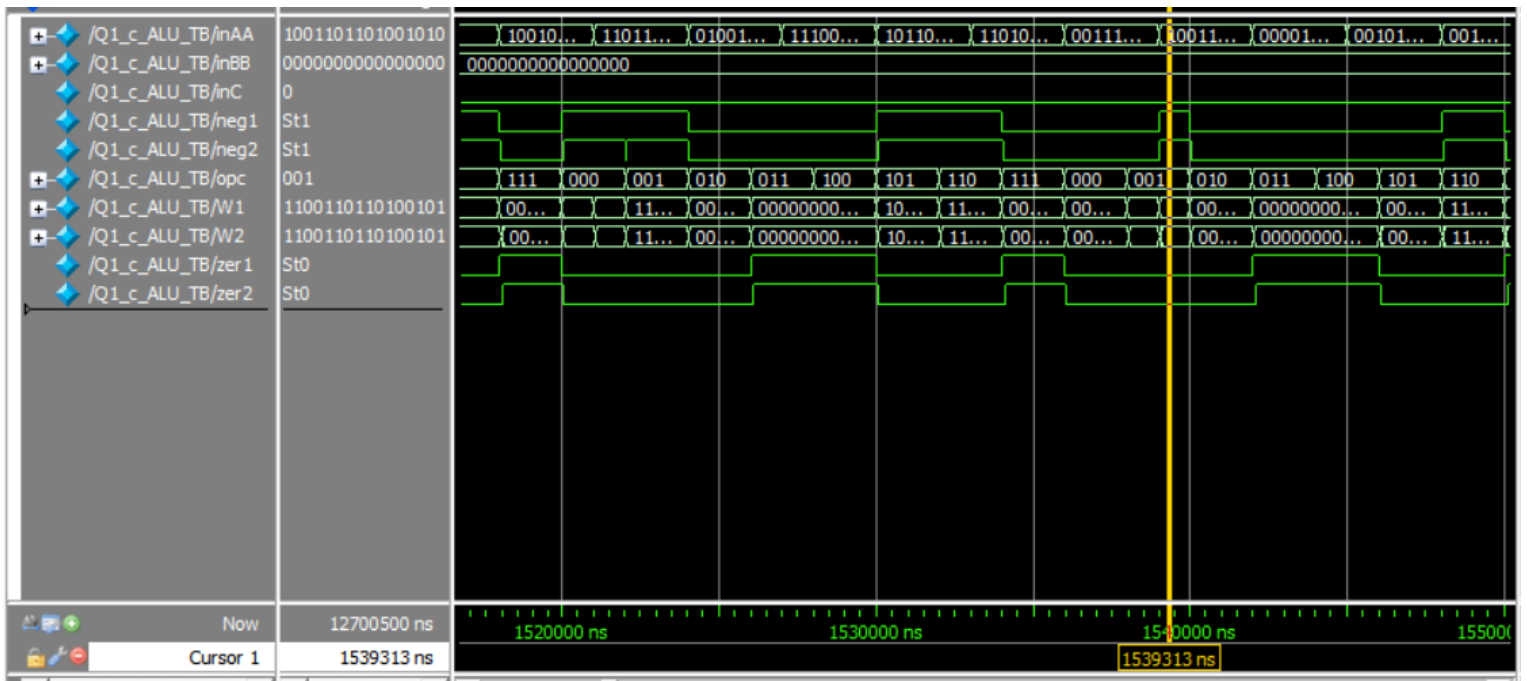 /Q1_c_ALU_TB/inAA 1001101101001010 10010... 11011... 01001... 11100... 10110... 11010... 00111... 10011... 00001... 00101... 001...
/Q1_c_ALU_TB/inBB 0000000000000000 0000000000000000
/Q1_c_ALU_TB/inC 0
/Q1_c_ALU_TB/neg1 St1
/Q1_c_ALU_TB/neg2 St1
/Q1_c_ALU_TB/opc 001 111 000 001 010 011 100 101 110 111 000 001 010 011 100 101 110
/Q1_c_ALU_TB/W1 1100110110100101 00... 11... 00... 00000000... 10... 11... 00... 00... 00... 00000000... 00... 11...
/Q1_c_ALU_TB/W2 1100110110100101 00... 11... 00... 00000000... 10... 11... 00... 00... 00... 00000000... 00... 11...
/Q1_c_ALU_TB/zer1 St0
/Q1_c_ALU_TB/zer2 St0
Now 12700500 ns 1520000 ns 1530000 ns 1540000 ns
Cursor 1 1539313 ns 1539313 ns